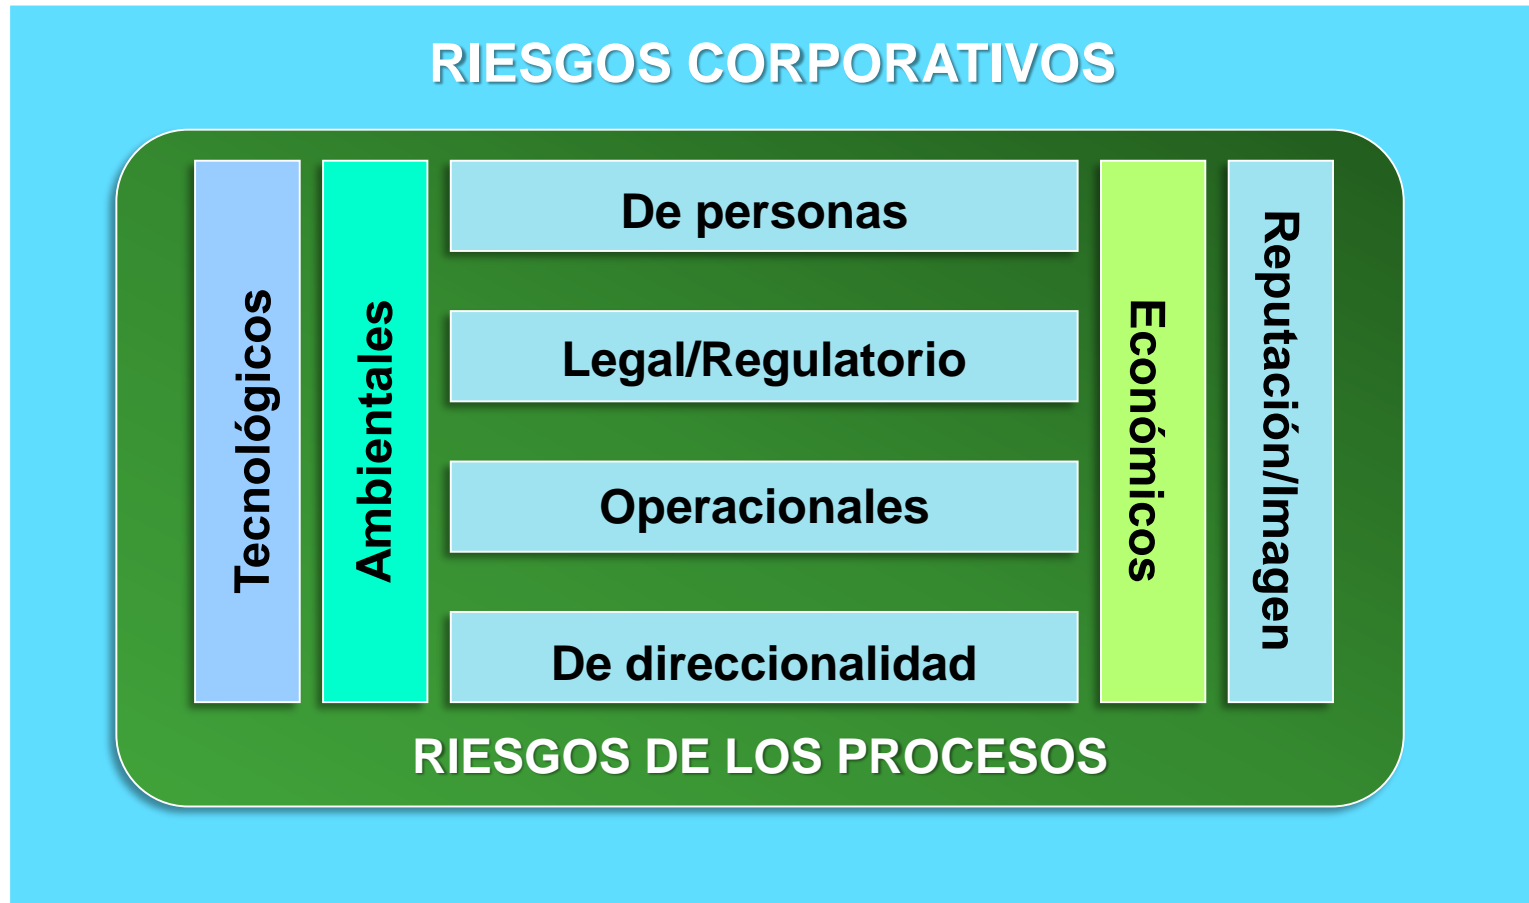 RIESGOS CORPORATIVOS
Tecnológicos
Ambientales
De personas
Legal/Regulatorio
Operacionales
De direccionalidad
Económicos
Reputación/Imagen
RIESGOS DE LOS PROCESOS